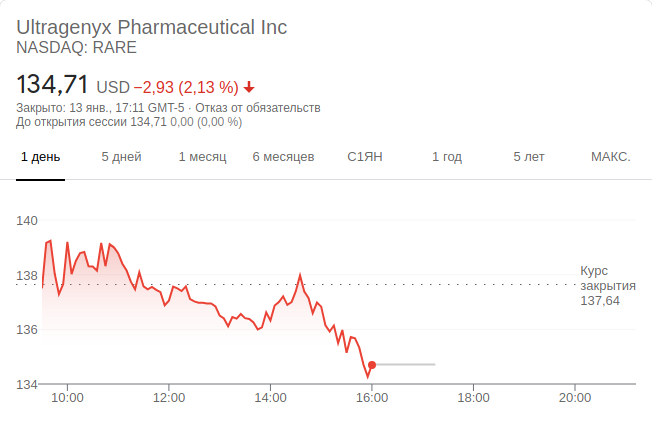 Ultragenyx Pharmaceutical Inc
NASDAQ: RARE
134,71 USD −2,93 (2,13 %)
Закрыто: 13 янв., 17:11 GMT-5 · Отказ от обязательств
До открытия сессии 134,71 0,00 (0,00 %)
1 день 5 дней 1 месяц 6 месяцев С1ЯН 1 год 5 лет МАКС.
140
138
136
134
Курс
закрытия
137,64
10:00 12:00 14:00 16:00 18:00 20:00